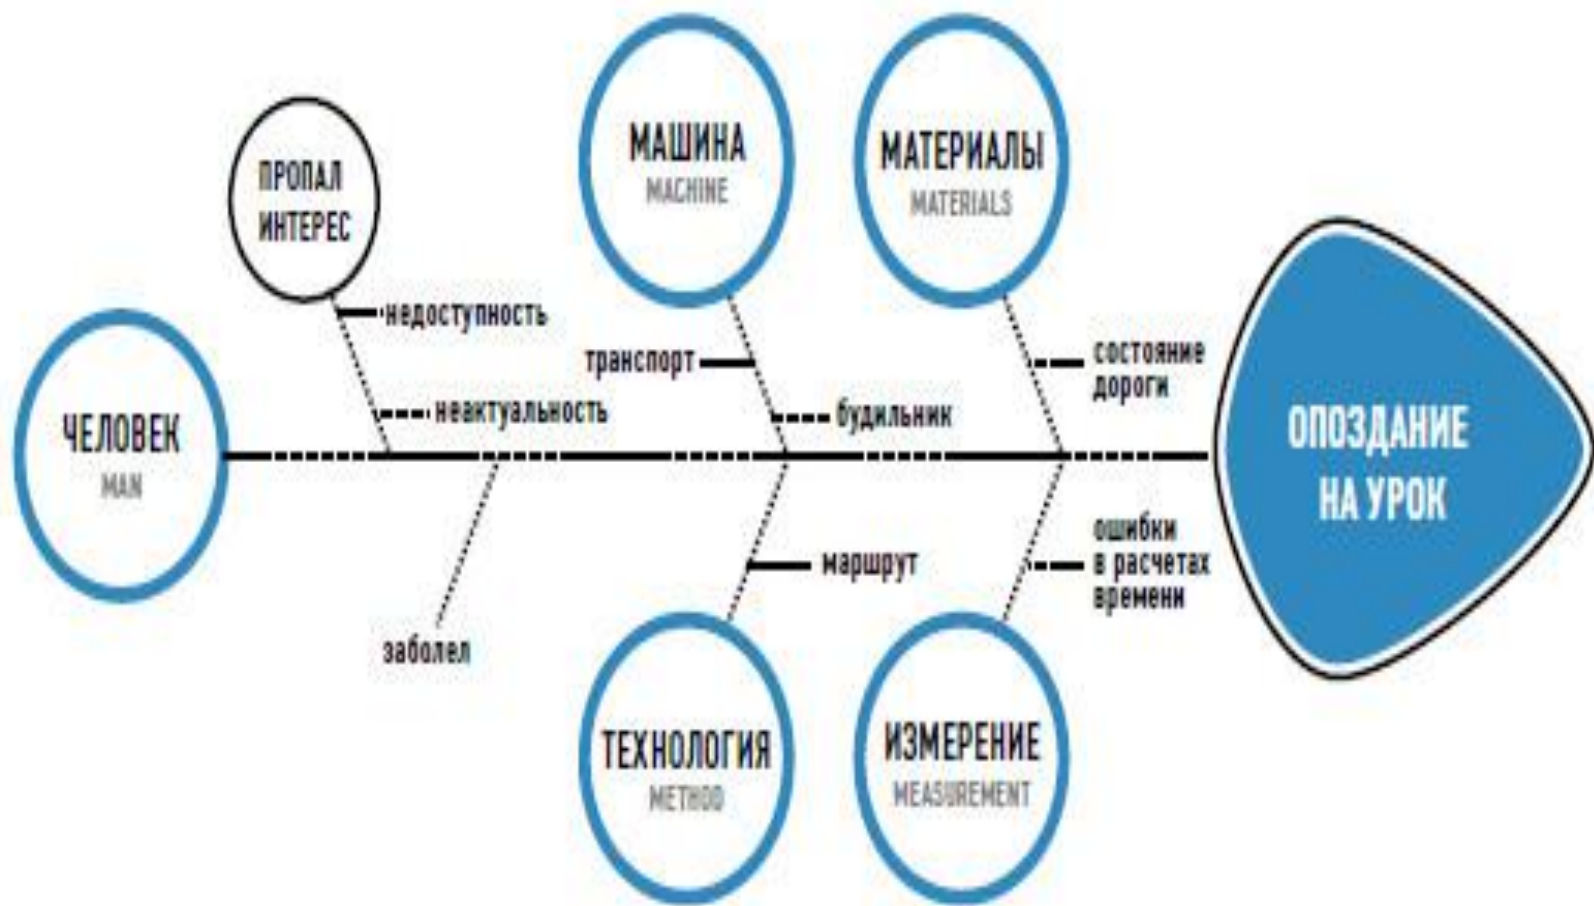 ПРОПАЛ
ИНТЕРЕС
МАШИНА
MACHINE
МАТЕРИАЛЫ
MATERIALS
недоступность
транспорт
состояние
дороги
неактуальность
будильник
ЧЕЛОВЕК
MAN
ОПОЗДАНИЕ
НА УРОК
заболел
маршрут
ошибки
в расчетах
времени
ТЕХНОЛОГИЯ
METHOD
ИЗМЕРЕНИЕ
MEASUREMENT